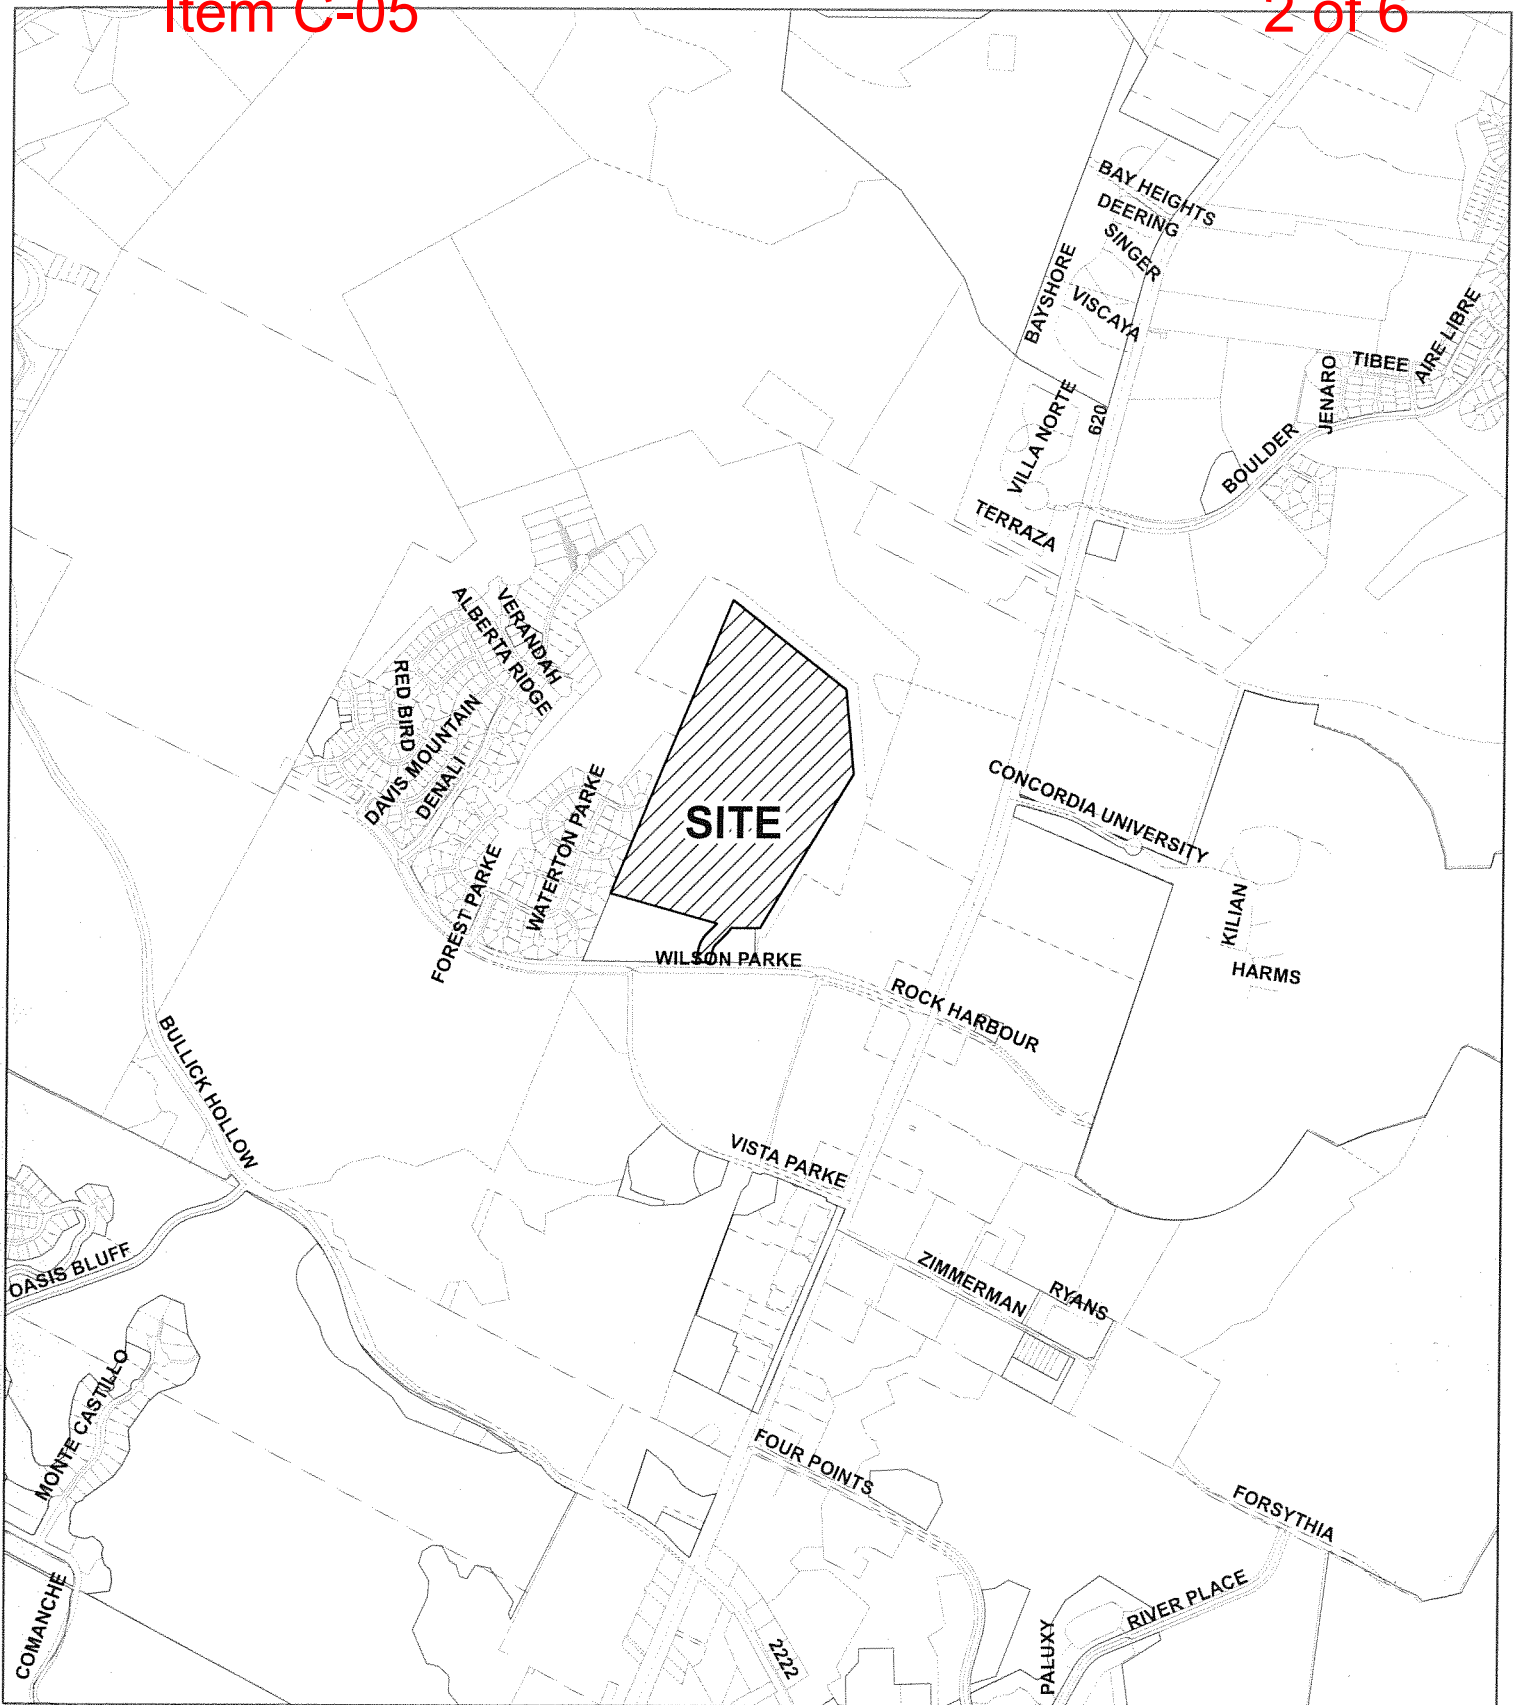 Item C-05
2 of 6
BAY HEIGHTS
DEERING
SINGER
BAYSHORE
VISCAYA
AIRE LIBRE
TIBEE
JENARO
VILLA NORTE
620
BOULDER
TERRAZA
VERANDAH
ALBERTA RIDGE
RED BIRD
DAVIS MOUNTAIN
DENALI
WATERTON PARKE
SITE
CONCORDIA UNIVERSITY
FOREST PARKE
KILIAN
WILSON PARKE
HARMS
ROCK HARBOUR
BULLICK HOLLOW
VISTA PARKE
OASIS BLUFF
ZIMMERMAN
RYANS
MONTE CASTILLO
FOUR POINTS
FORSYTHIA
COMANCHE
RIVER PLACE
PALUXY
2222